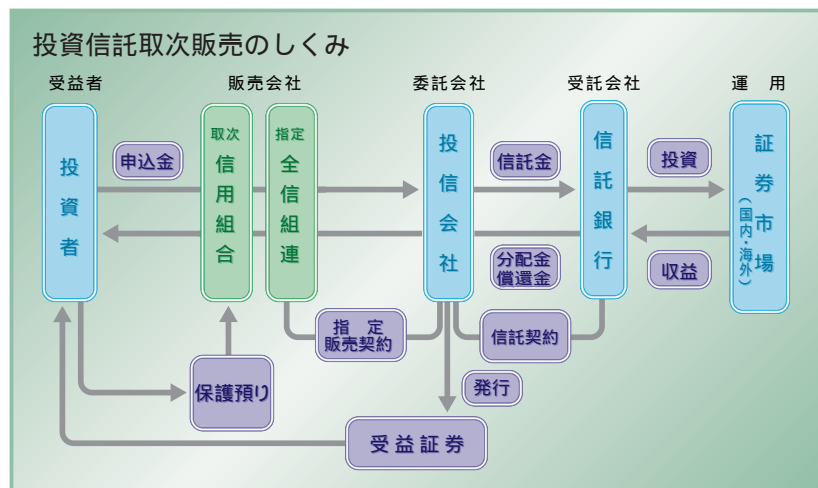 投資信託取次販売のしくみ
受益者
販売会社
委託会社
受託会社
運 用
投資者
申込金
取次
信用組合
指定
全信組連
投信会社
信託金
信託銀行
投資
証券市場
(国内・海外)
分配金
償還金
収益
指 定
販売契約
信託契約
保護預り
発行
受益証券